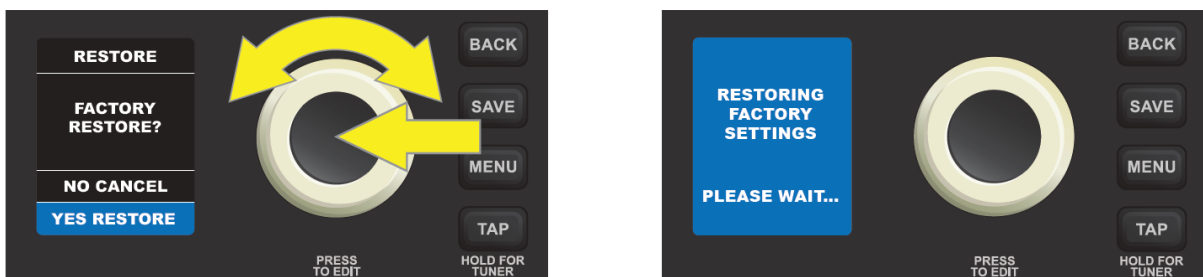 RESTORE
FACTORY
RESTORE?
NO CANCEL
YES RESTORE
BACK
SAVE
MENU
TAP
PRESS
TO EDIT
HOLD FOR
TUNER
RESTORING
FACTORY
SETTINGS
PLEASE WAIT...
BACK
SAVE
MENU
TAP
PRESS
TO EDIT
HOLD FOR
TUNER